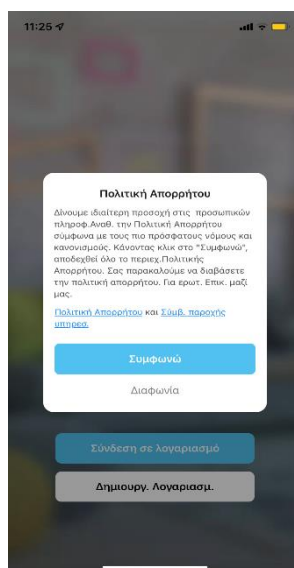 11:25
Πολιτική Απορρήτου
Δίνουμε ιδιαίτερη προσοχή στις προσωπικών
πληροφ.Αναθ. την Πολιτική Απορρήτου
σύμφωνα με τους πιο πρόσφατους νόμους και
κανονισμούς. Κάνοντας κλικ στο "Συμφωνώ",
αποδεχθεί όλο το περιεχ.Πολιτικής
Απορρήτου. Σας παρακαλούμε να διαβάσετε
την πολιτική απορρήτου. Για ερωτ. Επικ. μαζί
μας.
Πολιτική Απορρήτου και Σύμβ. παροχής
υπηρεσ.
Συμφωνώ
Διαφωνία
Σύνδεση σε λογαριασμό
Δημιουργ. Λογαριασμ.